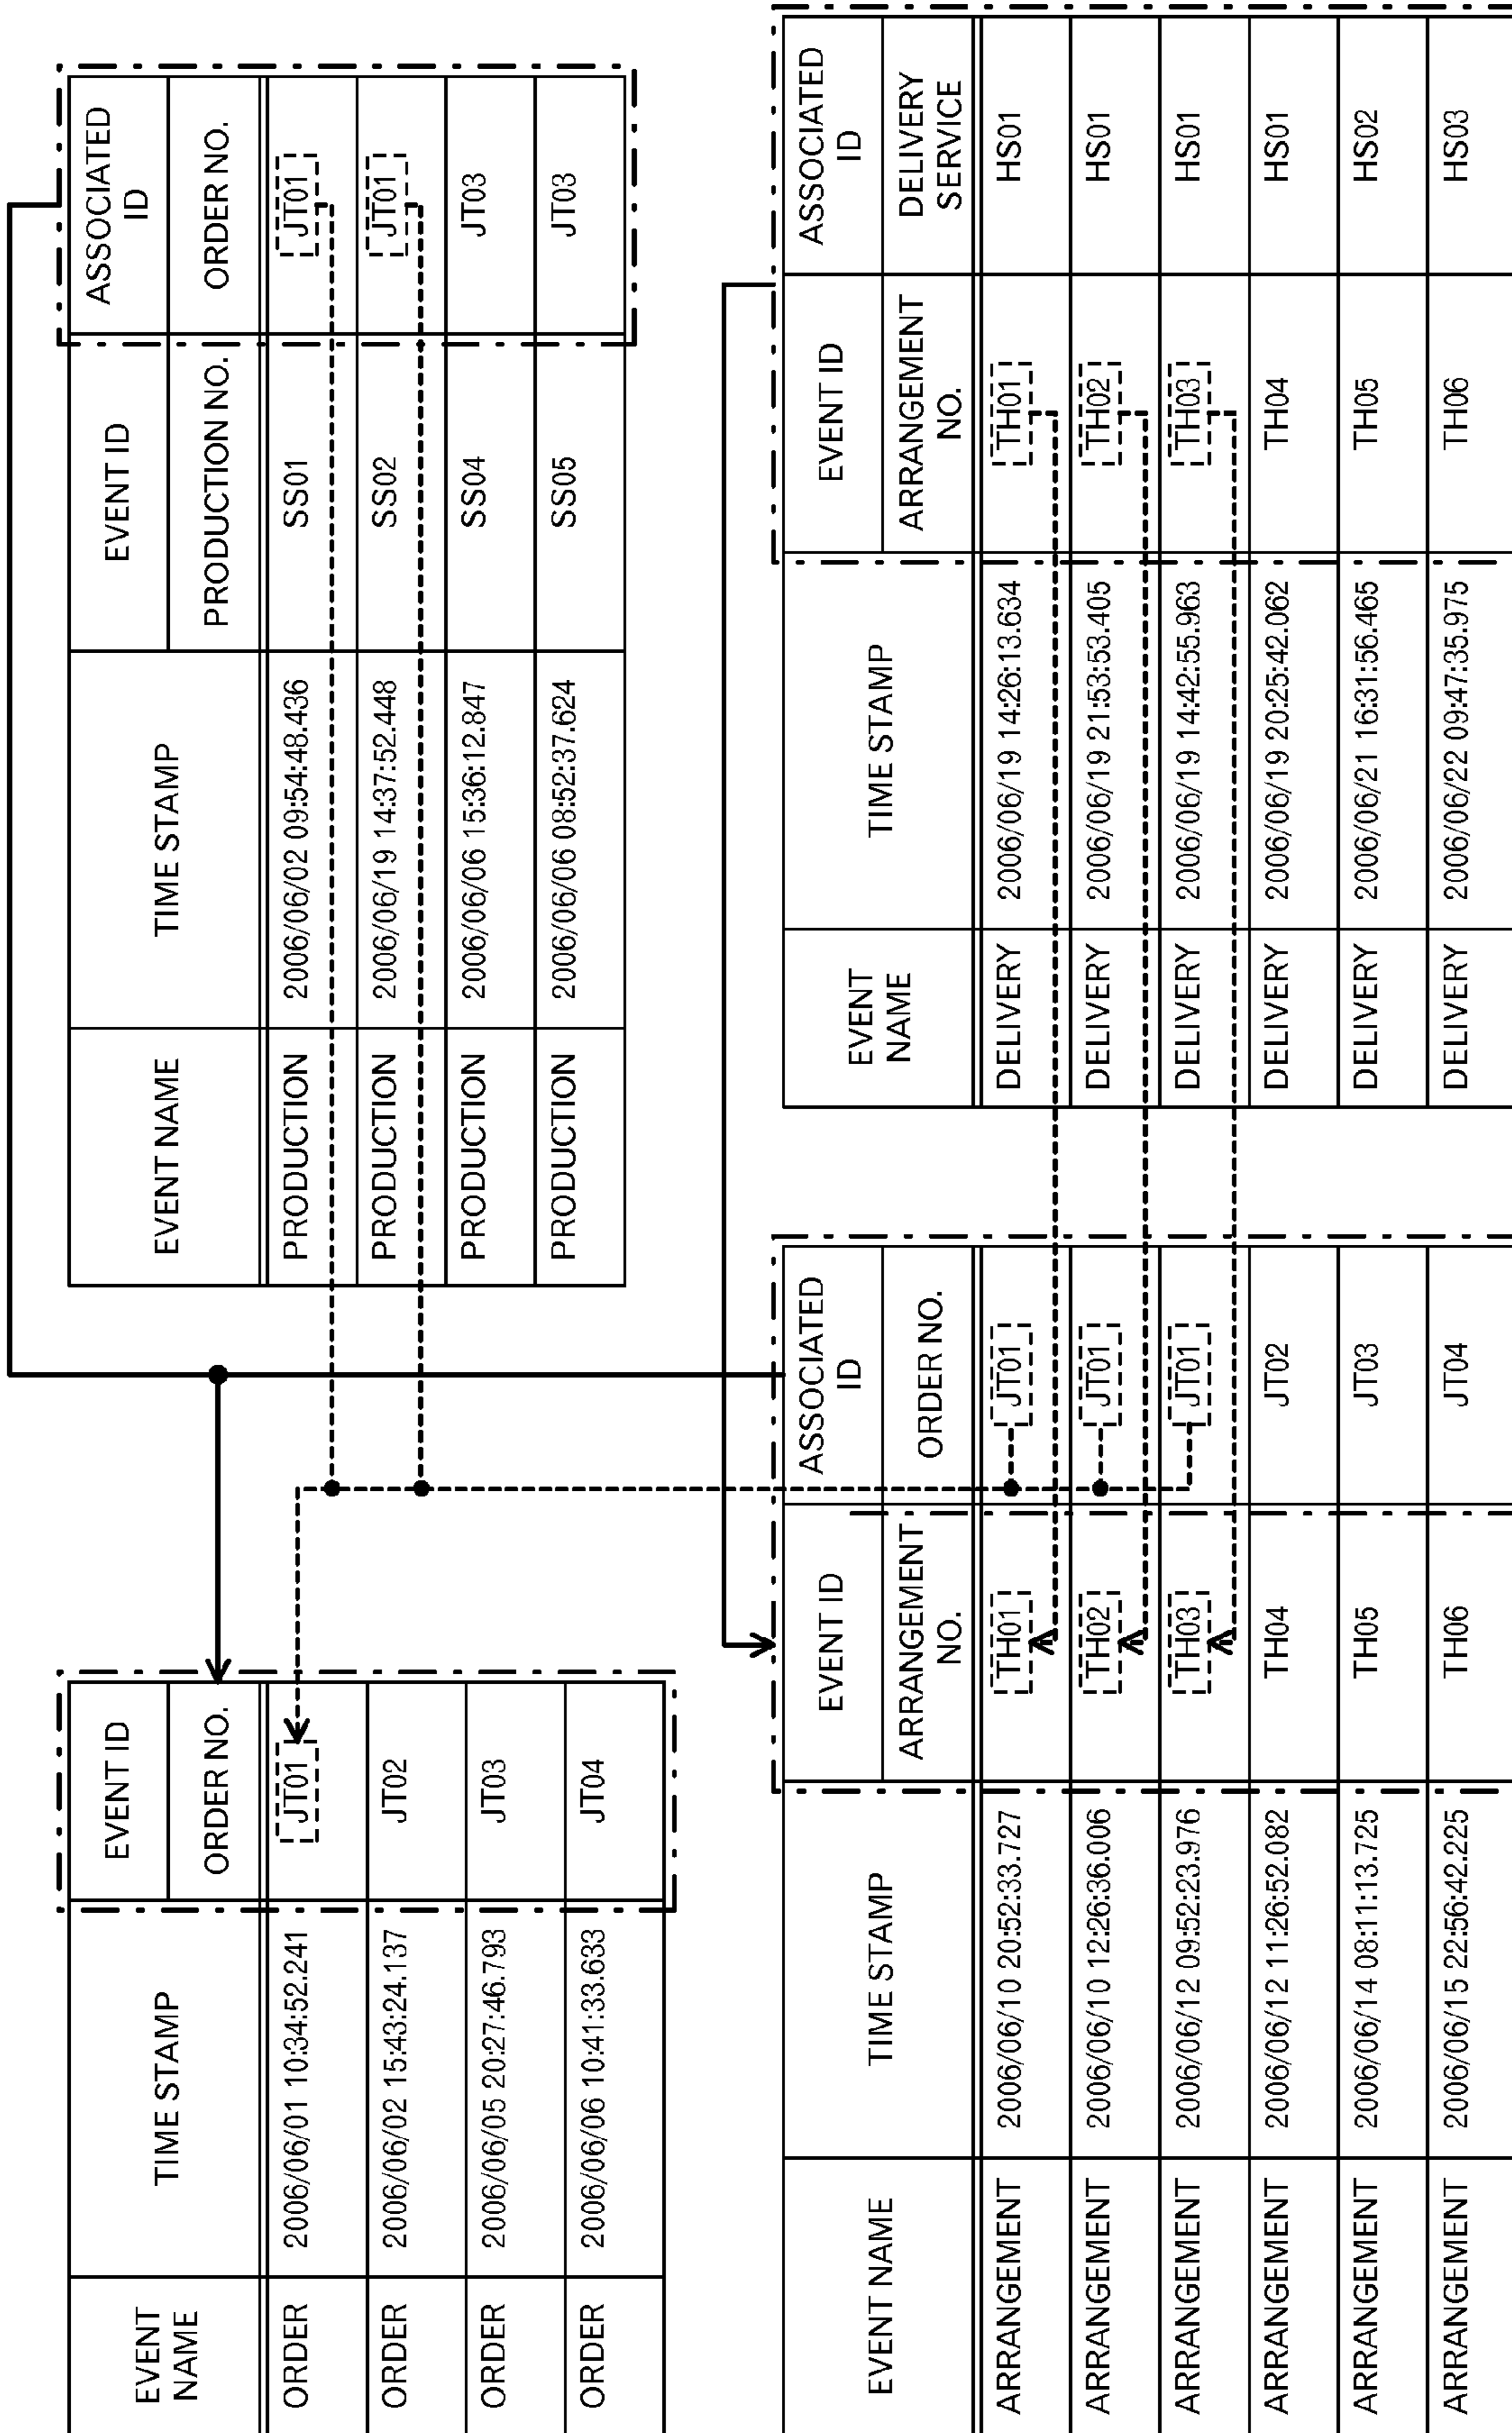 EVENT
NAME
TIME STAMP
EVENT ID
ORDER NO.
ORDER 2006/06/01 10:34:52.241 JT01
ORDER 2006/06/02 15:43:24.137 JT02
ORDER 2006/06/05 20:27:46.793 JT03
ORDER 2006/06/06 10:41:33.633 JT04
EVENT NAME
TIME STAMP
EVENT ID
PRODUCTION NO.
ASSOCIATED
ID
ORDER NO.
PRODUCTION 2006/06/02 09:54:48.436 SS01 JT01
PRODUCTION 2006/06/19 14:37:52.448 SS02 JT01
PRODUCTION 2006/06/06 15:36:12.847 SS04 JT03
PRODUCTION 2006/06/06 08:52:37.624 SS05 JT03
EVENT NAME
TIME STAMP
EVENT ID
ARRANGEMENT
NO.
ASSOCIATED
ID
ORDER NO.
ARRANGEMENT 2006/06/10 20:52:33.727 TH01 JT01
ARRANGEMENT 2006/06/10 12:26:36.006 TH02 JT01
ARRANGEMENT 2006/06/12 09:52:23.976 TH03 JT01
ARRANGEMENT 2006/06/12 11:26:52.082 TH04 JT02
ARRANGEMENT 2006/06/14 08:11:13.725 TH05 JT03
ARRANGEMENT 2006/06/15 22:56:42.225 TH06 JT04
EVENT
NAME
TIME STAMP
EVENT ID
ARRANGEMENT
NO.
ASSOCIATED
ID
DELIVERY
SERVICE
DELIVERY 2006/06/19 14:26:13.634 TH01 HS01
DELIVERY 2006/06/19 21:53:53.405 TH02 HS01
DELIVERY 2006/06/19 14:42:55.963 TH03 HS01
DELIVERY 2006/06/19 20:25:42.062 TH04 HS01
DELIVERY 2006/06/21 16:31:56.465 TH05 HS02
DELIVERY 2006/06/22 09:47:35.975 TH06 HS03